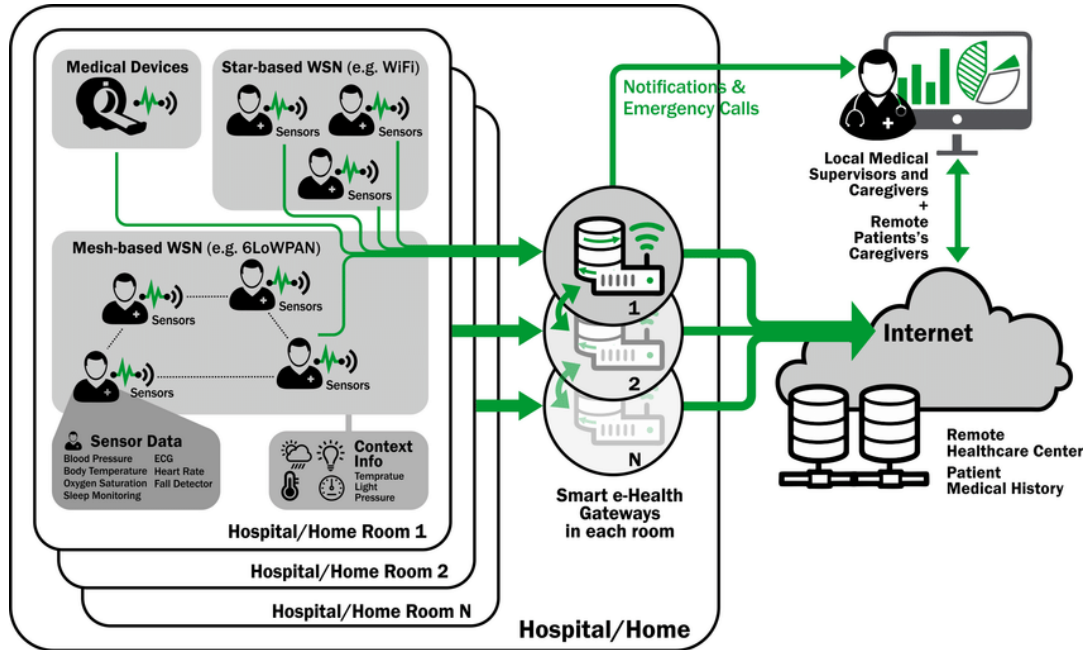 Medical Devices
Star-based WSN (e.g. WiFi)
Sensors
Sensors
Sensors
Mesh-based WSN (e.g. 6LoWPAN)
Sensors
Sensors
Sensors
Sensors
Sensor Data
Blood Pressure
Body Temperature
Oxygen Saturation
Sleep Monitoring
ECG
Heart Rate
Fall Detector
Context
Info
Tempratue
Light
Pressure
Hospital/Home Room 1
Hospital/Home Room 2
Hospital/Home Room N
1
2
N
Smart e-Health
Gateways
in each room
Hospital/Home
Notifications &
Emergency Calls
Local Medical
Supervisors and
Caregivers
+
Remote
Patients's
Caregivers
Internet
Remote
Healthcare Center
Patient
Medical History